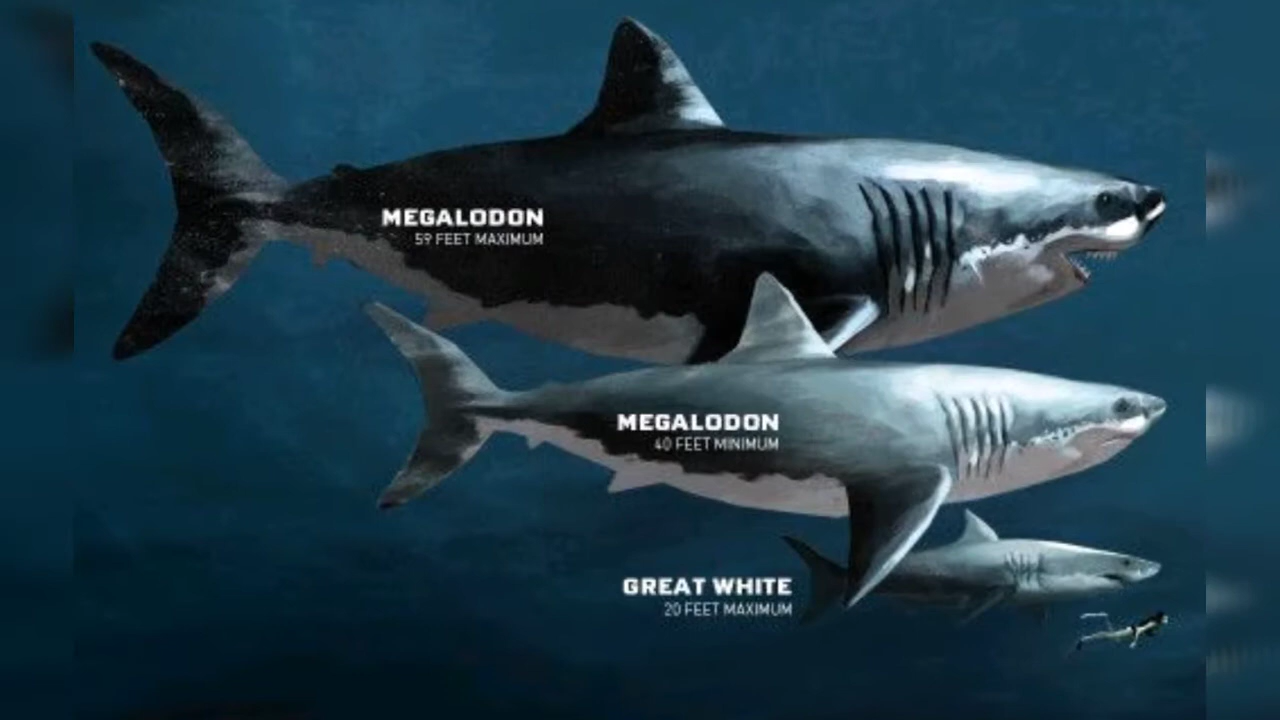 MEGALODON
59 FEET MAXIMUM
MEGALODON
40 FEET MINIMUM
GREAT WHITE
20 FEET MAXIMUM